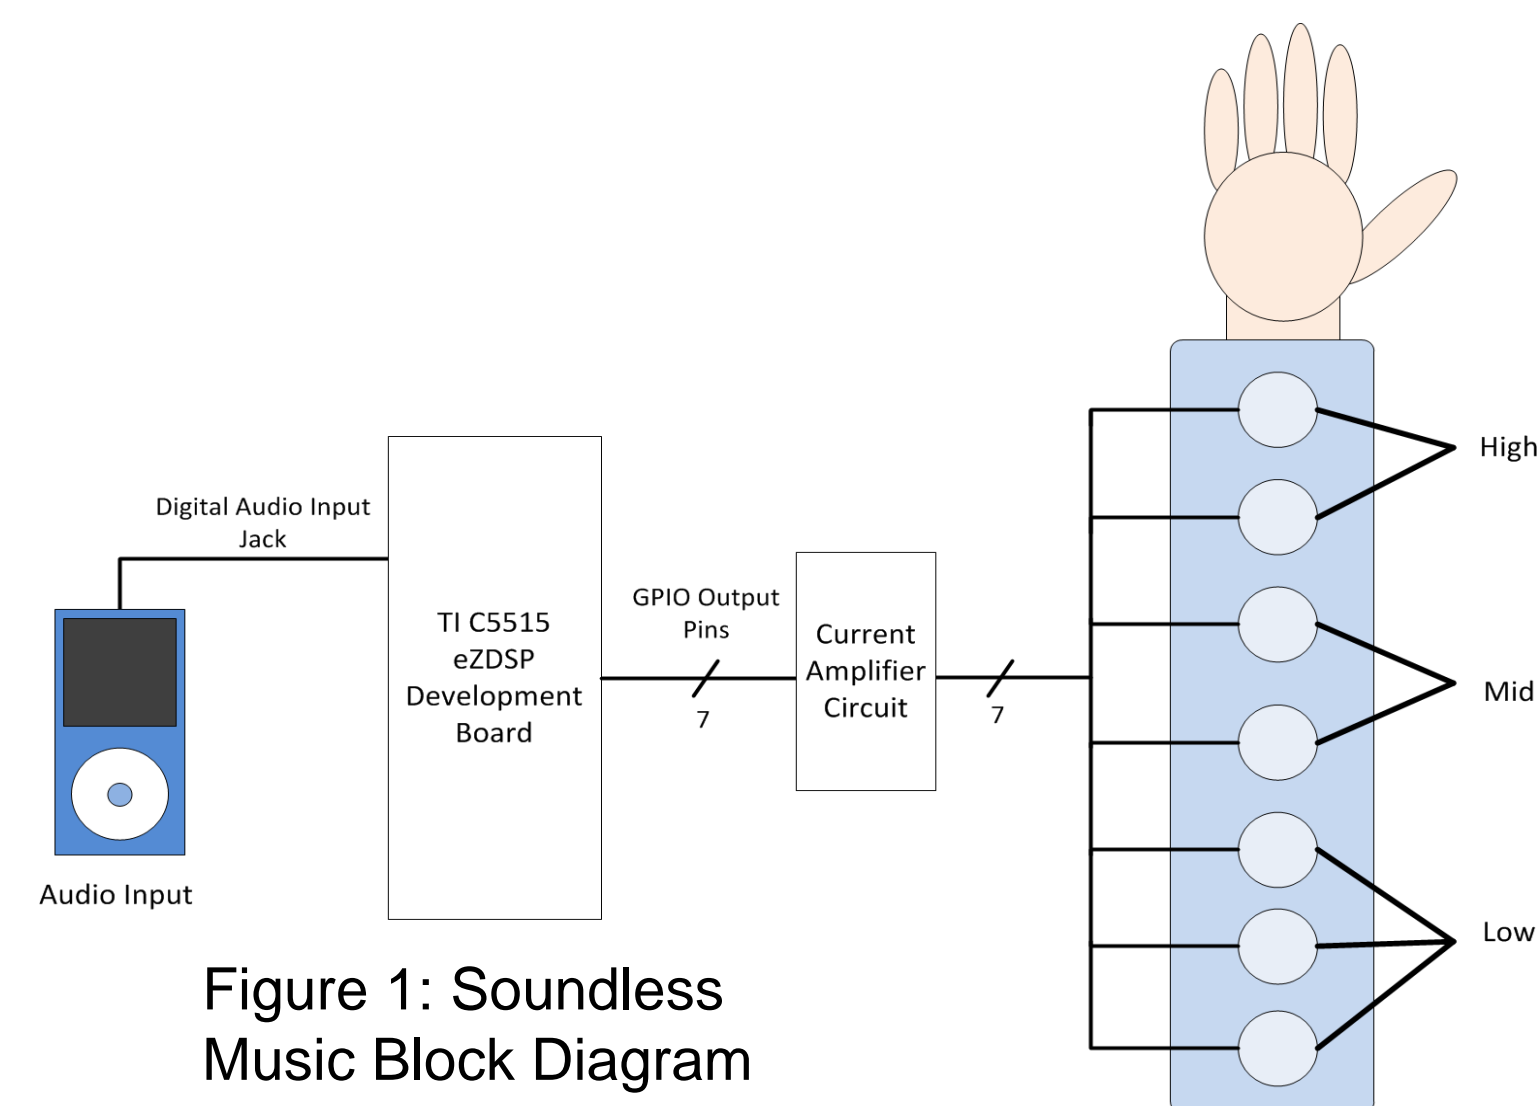 Digital Audio Input
Jack
Audio Input
TI C5515
eZDSP
Development
Board
GPIO Output
Pins
7
Current
Amplifier
Circuit
7
High
Mid
Low
Figure 1: Soundless
Music Block Diagram